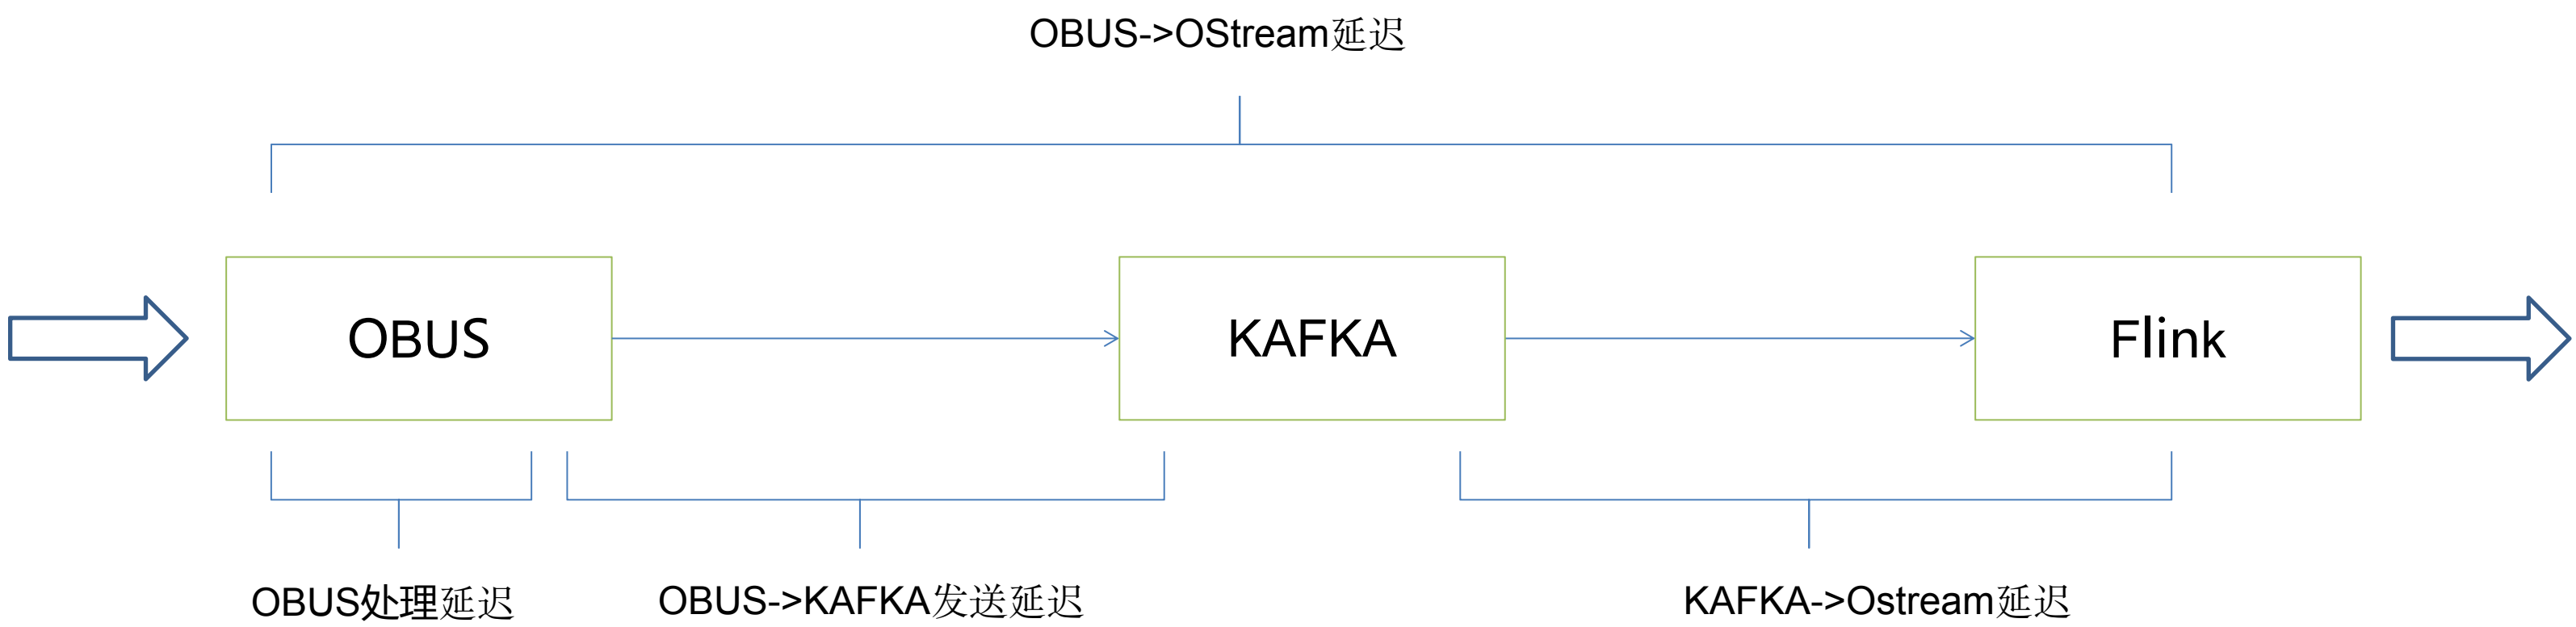 OBUS->OStream延迟
OBUS
KAFKA
Flink
OBUS处理延迟
OBUS->KAFKA发送延迟
KAFKA->Ostream延迟